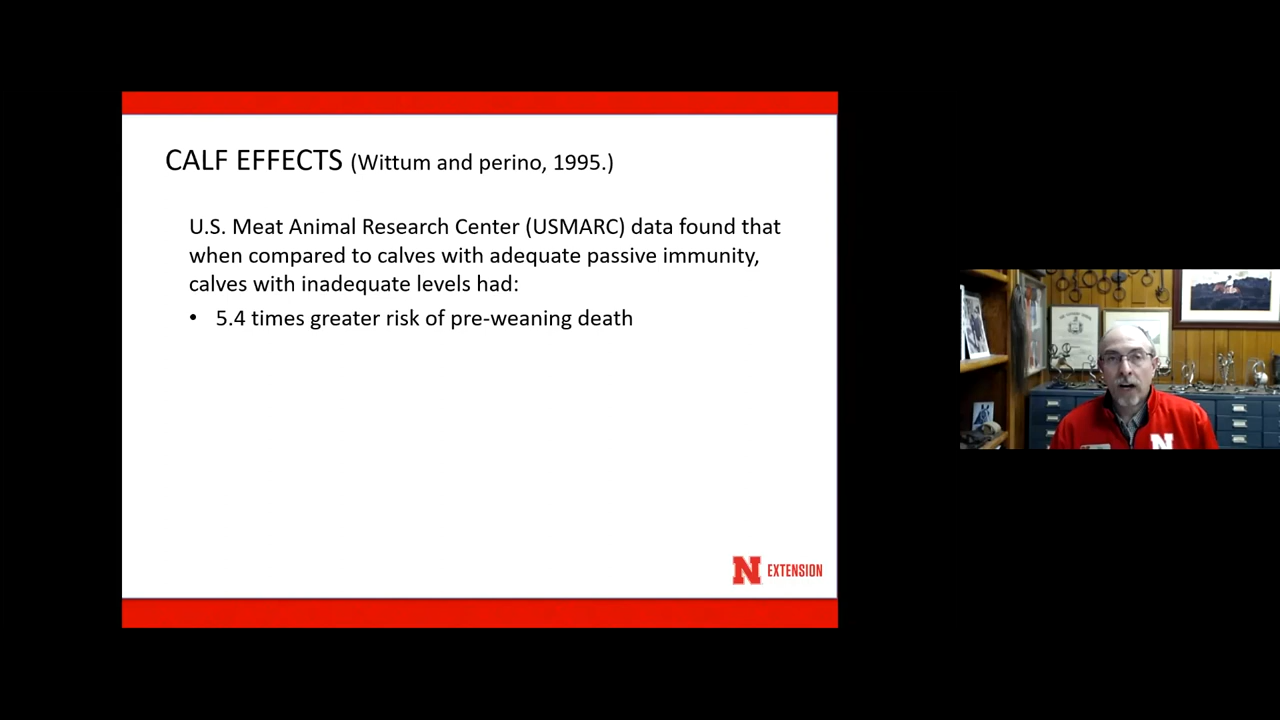 CALF EFFECTS (Wittum and perino, 1995.)
U.S. Meat Animal Research Center (USMARC) data found that
when compared to calves with adequate passive immunity,
calves with inadequate levels had:
• 5.4 times greater risk of pre-weaning death
N EXTENSION
N